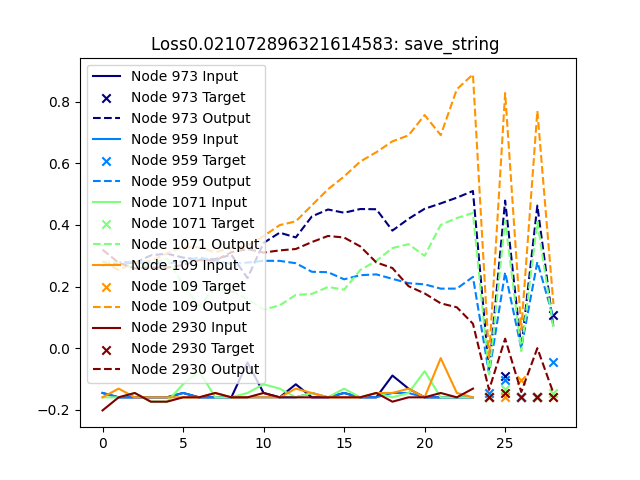 Loss0.021072896321614583: save_string
Node 973 Input
Node 973 Target
Node 973 Output
Node 959 Input
Node 959 Target
Node 959 Output
Node 1071 Input
Node 1071 Target
Node 1071 Output
Node 109 Input
Node 109 Target
Node 109 Output
Node 2930 Input
Node 2930 Target
Node 2930 Output
0.8
0.6
0.4
0.2
0.0
−0.2
0 5 10 15 20 25